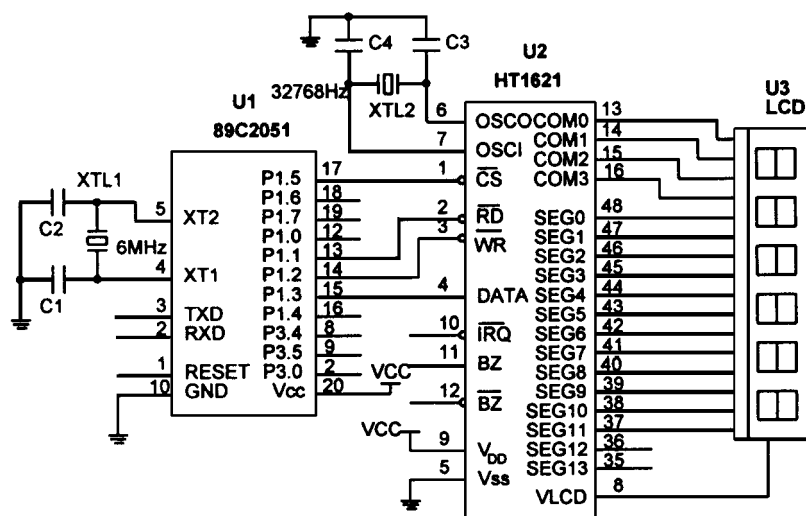 C4
C3
32768Hz
XTL2
U2
HT1621
U3
LCD
U1
89C2051
XTL1
C2
6MHz
C1
5 XT2
4 XT1
3 TXD
2 RXD
1 RESET
10 GND
P1.5 17
P1.6 18
P1.7 19
P1.0 12
P1.1 13
P1.2 14
P1.3 15
P1.4 16
P3.4 8
P3.5 9
P3.0 2
Vcc 20
VCC
VCC
6 OSCO
7 OSCI
1 CS
2 RD
3 WR
4 DATA
10 IRQ
11 BZ
12 BZ
9 VDD
5 Vss
COM0 13
COM1 14
COM2 15
COM3 16
SEG0 48
SEG1 47
SEG2 46
SEG3 45
SEG4 44
SEG5 43
SEG6 42
SEG7 41
SEG8 40
SEG9 39
SEG10 38
SEG11 37
SEG12 36
SEG13 35
VLCD 8